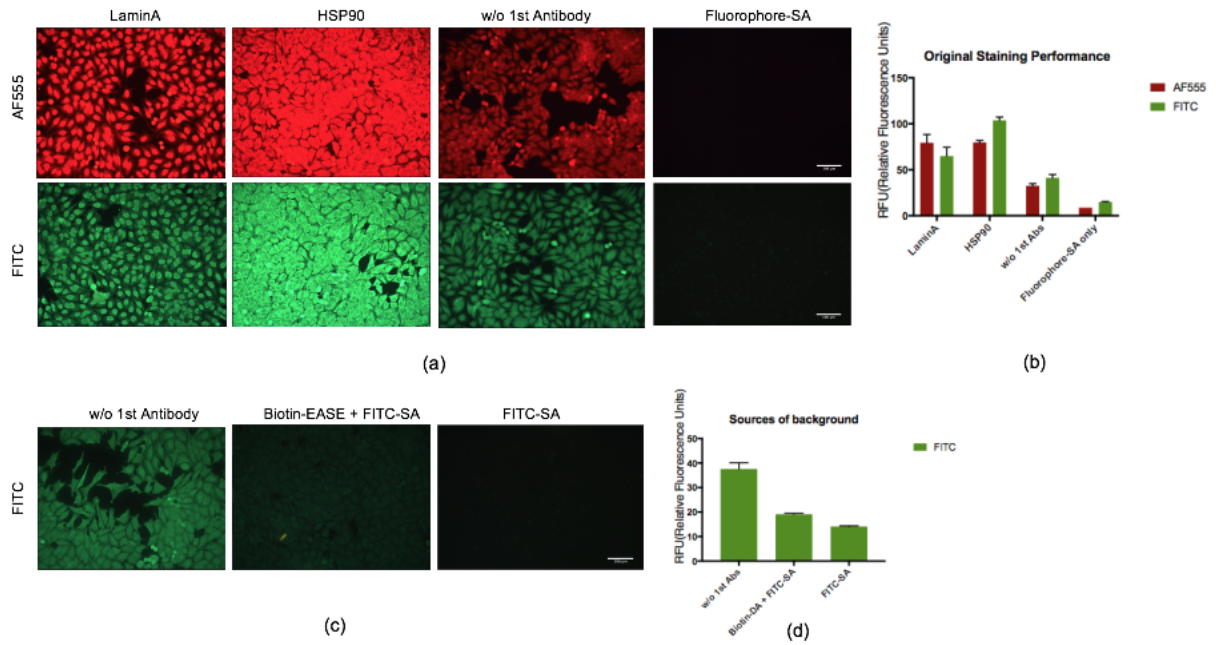 LaminA
HSP90
w/o 1st Antibody
Fluorophore-SA
AF555
FITC
(a)
Original Staining Performance
RFU(Relative Fluorescence Units)
150
100
50
0
LaminA
HSP90
w/o 1st Abs
Fluorophore-SA only
AF555
FITC
(b)
w/o 1st Antibody
Biotin-EASE + FITC-SA
FITC-SA
FITC
(c)
Sources of background
RFU(Relative Fluorescence Units)
50
40
30
20
10
0
w/o 1st Abs
Biotin-DA + FITC-SA
FITC-SA
FITC
(d)